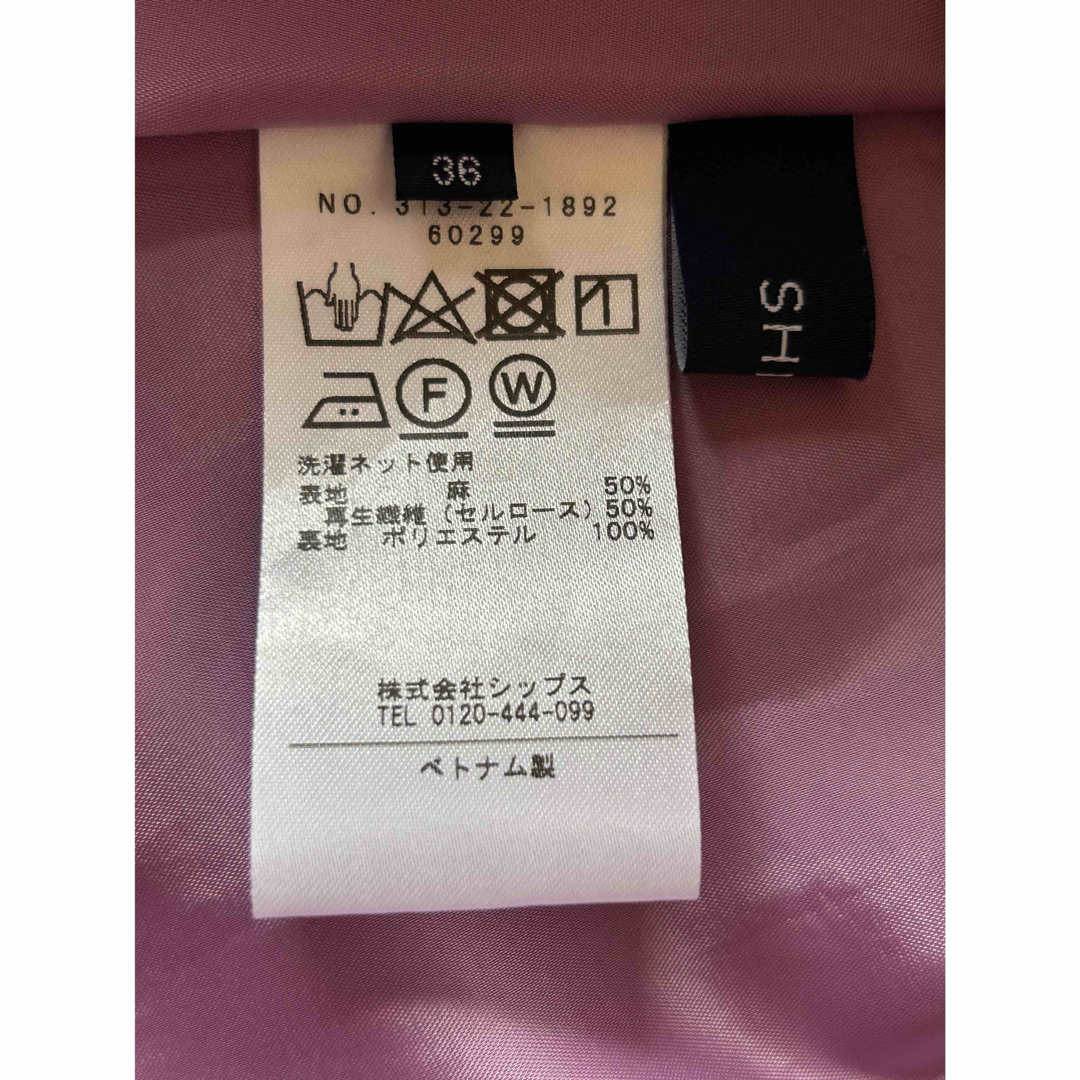 36
NO. 313-22-1892
60299
F
W
洗濯ネット使用
表地 麻 50%
再生繊維(セルロース) 50%
裏地 ポリエステル 100%
株式会社シップス
TEL 0120-444-099
ベトナム製